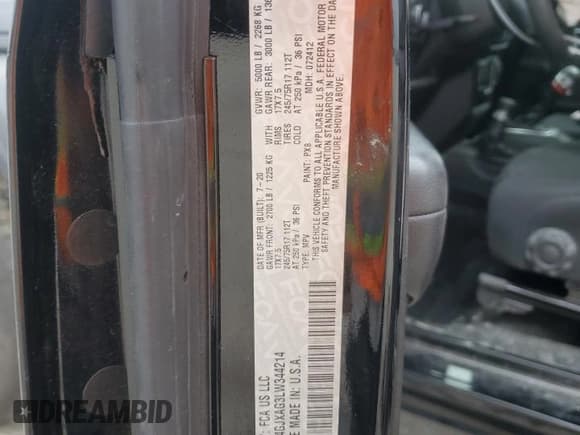 : FCA US LLC
DATE OF MFR (BUILT): 7-20
GVWR: 5000 LB / 2268 KG
GAWR FRONT: 2700 LB / 1225 KG
WITH
GAWR REAR: 3000 LB /
17X7.5
RIMS
17X7.5
245/75R17 112T
TIRES
245/75R17 112T
AT 250 kPa / 36 PSI
COLD
AT 250 kPa / 36 PSI
TYPE: MPV
PAINT: PX8
MDH: 072412
THIS VEHICLE CONFORMS TO ALL APPLICABLE U.S.A. FEDERAL MOTOR
SAFETY AND THEFT PREVENTION STANDARDS IN EFFECT ON THE DA
MANUFACTURE SHOWN ABOVE.
GJXAG3LW344214
E IN U.S.A.
DREAMBID